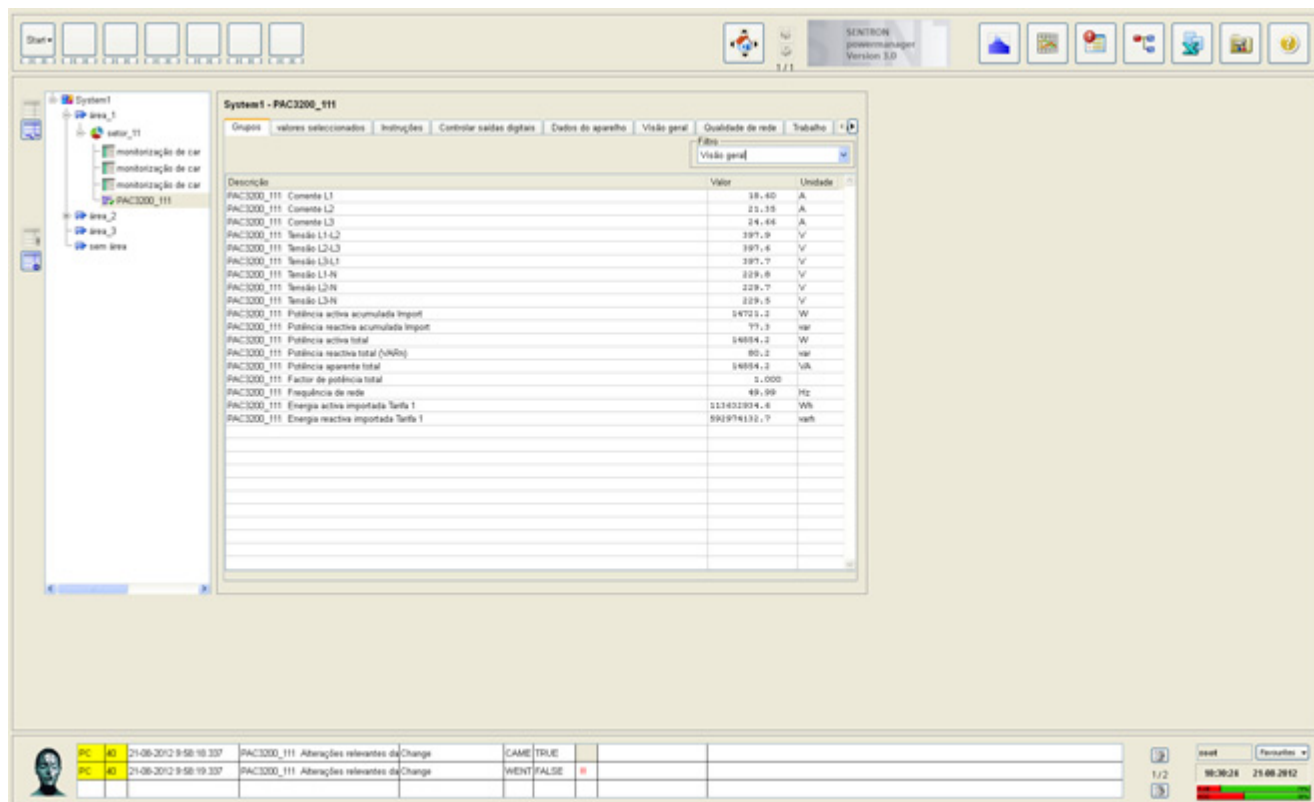 Start
SENTRON
powermanager
Version 3.0
1/1
System1
área_1
setor_11
monitorização de car
monitorização de car
monitorização de car
PAC3200_111
área_2
área_3
sem área
System1 - PAC3200_111
Grupos valores seleccionados Instruções Controlar saídas digitais Dados do aparelho Visão geral Qualidade de rede Trabalho
Filtro
Visão geral
Descrição Valor Unidade
PAC3200_111 Corrente L1 18.60 A
PAC3200_111 Corrente L2 21.35 A
PAC3200_111 Corrente L3 24.66 A
PAC3200_111 Tensão L1-L2 397.9 V
PAC3200_111 Tensão L2-L3 397.6 V
PAC3200_111 Tensão L3-L1 397.7 V
PAC3200_111 Tensão L1-N 229.8 V
PAC3200_111 Tensão L2-N 229.7 V
PAC3200_111 Tensão L3-N 229.5 V
PAC3200_111 Potência activa acumulada Import 14721.2 W
PAC3200_111 Potência reactiva acumulada Import 77.3 var
PAC3200_111 Potência activa total 14854.2 W
PAC3200_111 Potência reactiva total (VARn) 80.2 var
PAC3200_111 Potência aparente total 14854.2 VA
PAC3200_111 Factor de potência total 1.000
PAC3200_111 Frequência de rede 49.99 Hz
PAC3200_111 Energia activa importada Tarifa 1 Wh
PAC3200_111 Energia reactiva importada Tarifa 1 592974132.7 varh
PC 40 21-08-2012 9:58:18.337 PAC3200_111 Alterações relevantes da Change CAME TRUE
PC 40 21-08-2012 9:58:19.337 PAC3200_111 Alterações relevantes da Change WENT FALSE
1/2
root Favourites
10:30:24 21-08-2012